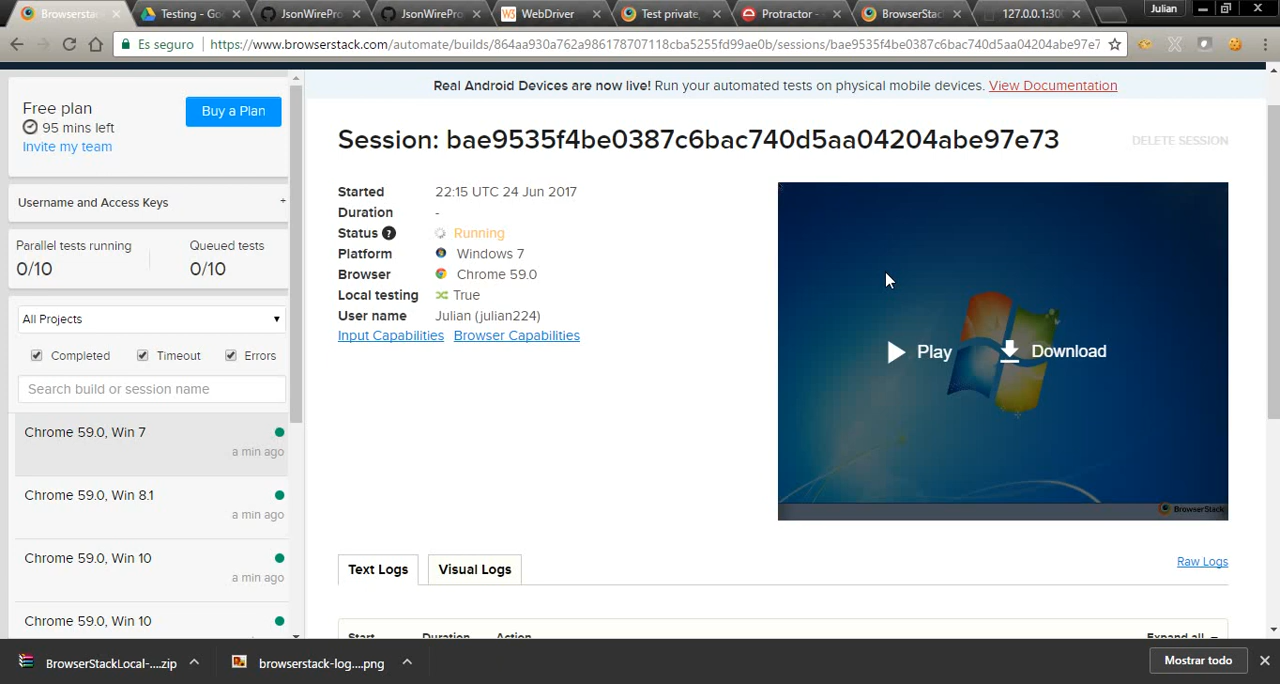 Browserst
Testing - Go
JsonWirePro
JsonWirePro
WebDriver
Test private
Protractor -
BrowserStac
127.0.0.1:30
Julian
Es seguro
https://www.browserstack.com/automate/builds/864aa930a762a986178707118cba5255fd99ae0b/sessions/bae9535f4be0387c6bac740d5aa04204abe97e7
Real Android Devices are now live! Run your automated tests on physical mobile devices. View Documentation
Free plan
95 mins left
Invite my team
Buy a Plan
Username and Access Keys +
Parallel tests running
0/10
Queued tests
0/10
All Projects
Completed
Timeout
Errors
Search build or session name
Chrome 59.0, Win 7
a min ago
Chrome 59.0, Win 8.1
a min ago
Chrome 59.0, Win 10
a min ago
Chrome 59.0, Win 10
Session: bae9535f4be0387c6bac740d5aa04204abe97e73
DELETE SESSION
Started 22:15 UTC 24 Jun 2017
Duration -
Status ? Running
Platform Windows 7
Browser Chrome 59.0
Local testing True
User name Julian (julian224)
Input Capabilities Browser Capabilities
Play
Download
BrowserStack
Text Logs
Visual Logs
Raw Logs
Start Duration Action Expand all
BrowserStackLocal-....zip
browserstack-log....png
Mostrar todo